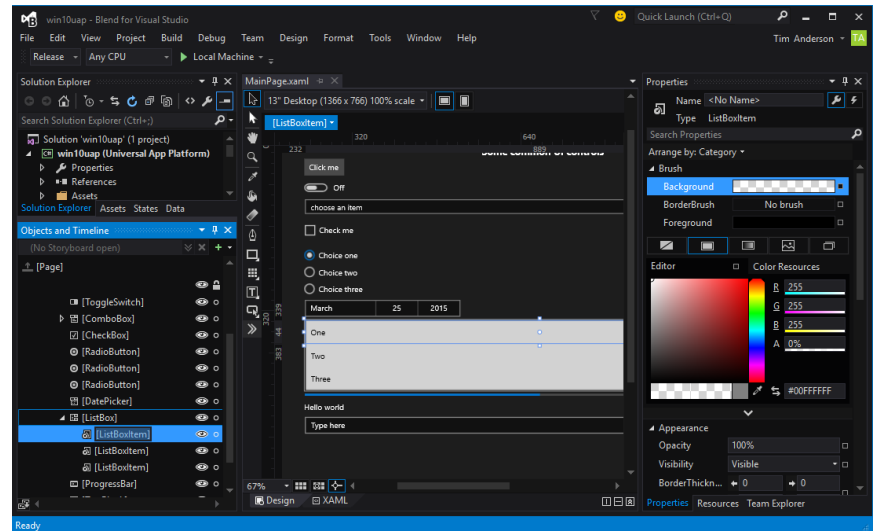 win10uap - Blend for Visual Studio
Quick Launch (Ctrl+Q)
File Edit View Project Build Debug Team Design Format Tools Window Help
Tim Anderson TA
Release Any CPU Local Machine
Solution Explorer
Search Solution Explorer (Ctrl+;)
Solution 'win10uap' (1 project)
win10uap (Universal App Platform)
Properties
References
Assets
Solution Explorer Assets States Data
Objects and Timeline
(No Storyboard open)
[Page]
[ToggleSwitch]
[ComboBox]
[CheckBox]
[RadioButton]
[RadioButton]
[RadioButton]
[DatePicker]
[ListBox]
[ListBoxItem]
[ListBoxItem]
[ListBoxItem]
[ProgressBar]
MainPage.xaml
13" Desktop (1366 x 766) 100% scale
[ListBoxItem]
320 640
232 889
Click me
Off
choose an item
Check me
Choice one
Choice two
Choice three
339
March 25 2015
320
44
One
383
Two
Three
Hello world
Type here
67%
Design XAML
Properties
Name <No Name>
Type ListBoxItem
Search Properties
Arrange by: Category
Brush
Background
BorderBrush No brush
Foreground
Editor Color Resources
R 255
G 255
B 255
A 0%
#00FFFFFF
Appearance
Opacity 100%
Visibility Visible
BorderThickn... 0 0
Properties Resources Team Explorer
Ready